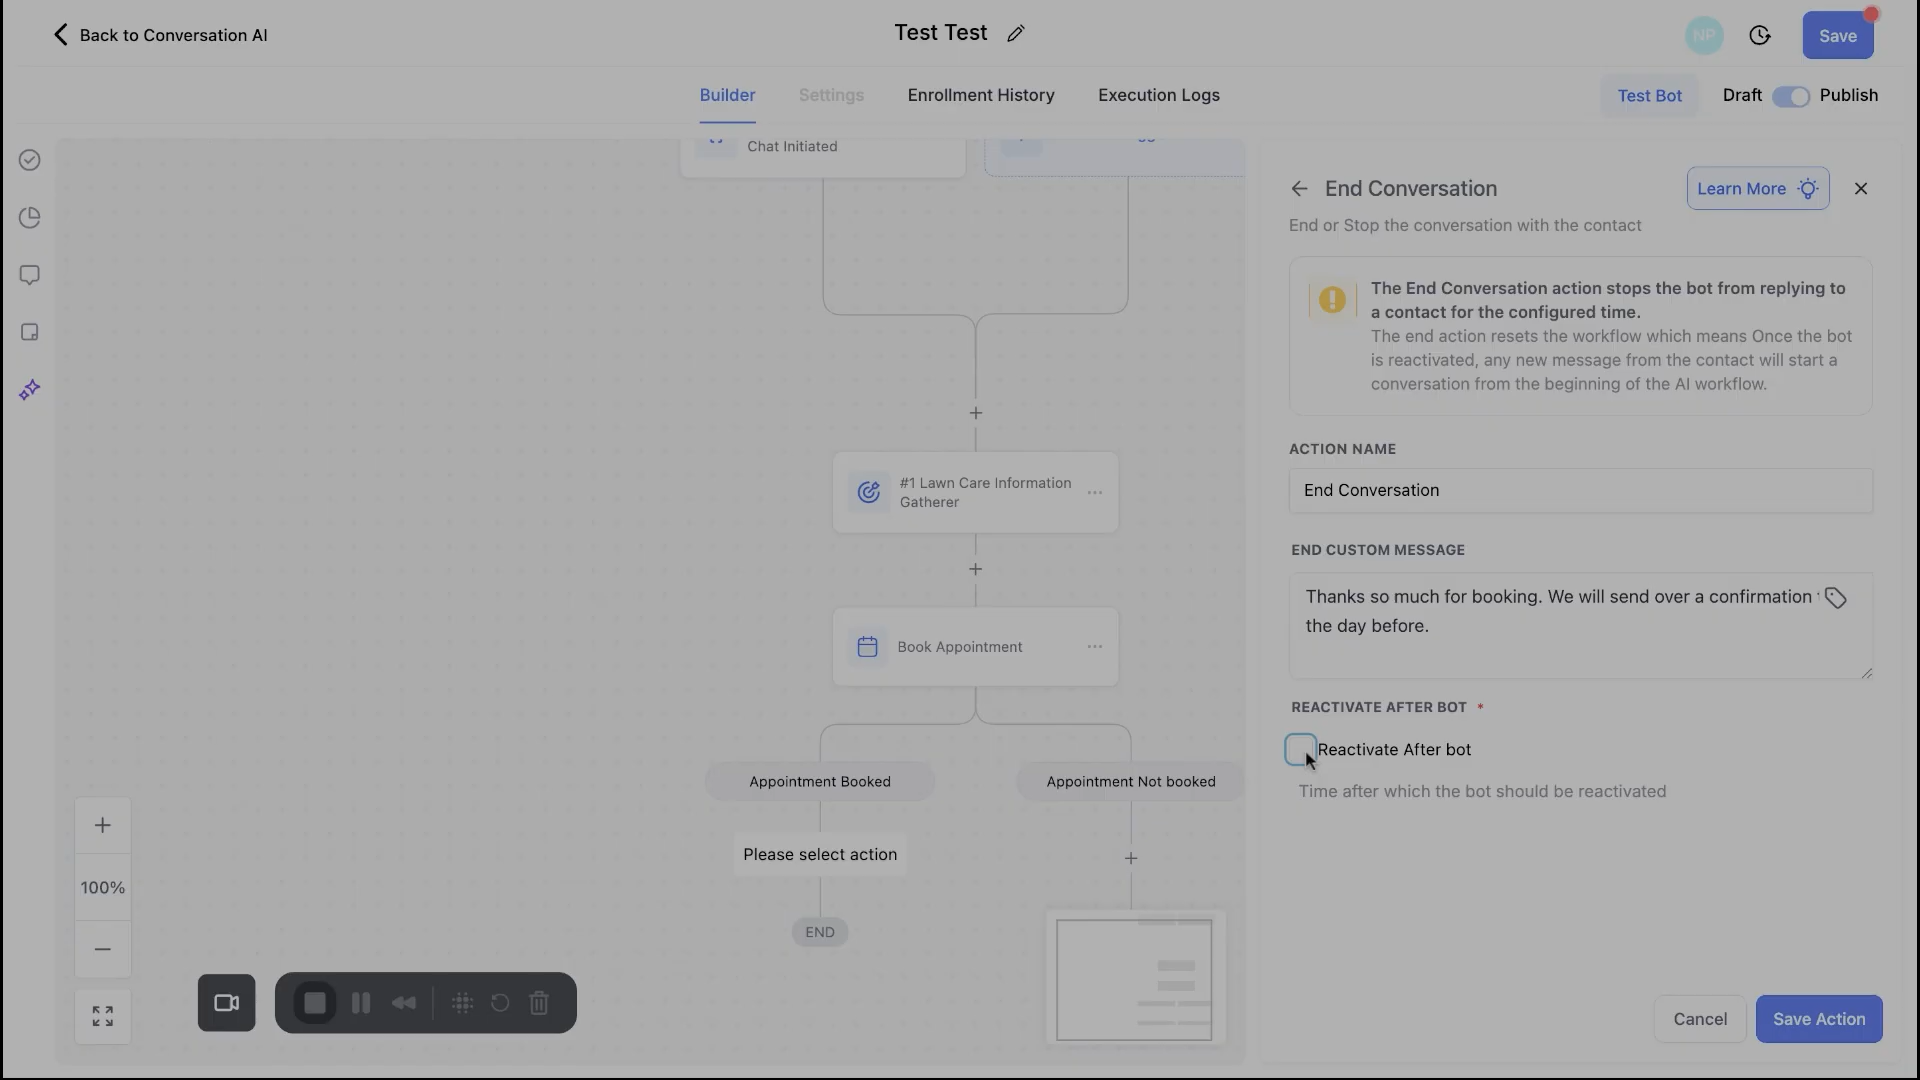 Back to Conversation AI
Test Test
NP
Save
Builder
Settings
Enrollment History
Execution Logs
Test Bot
Draft
Publish
Chat Initiated
End Conversation
Learn More
End or Stop the conversation with the contact
The End Conversation action stops the bot from replying to
a contact for the configured time.
The end action resets the workflow which means Once the bot
is reactivated, any new message from the contact will start a
conversation from the beginning of the AI workflow.
ACTION NAME
End Conversation
END CUSTOM MESSAGE
Thanks so much for booking. We will send over a confirmation
the day before.
REACTIVATE AFTER BOT *
Reactivate After bot
Time after which the bot should be reactivated
#1 Lawn Care Information
Gatherer
Book Appointment
Appointment Booked
Appointment Not booked
Please select action
END
100%
Cancel
Save Action